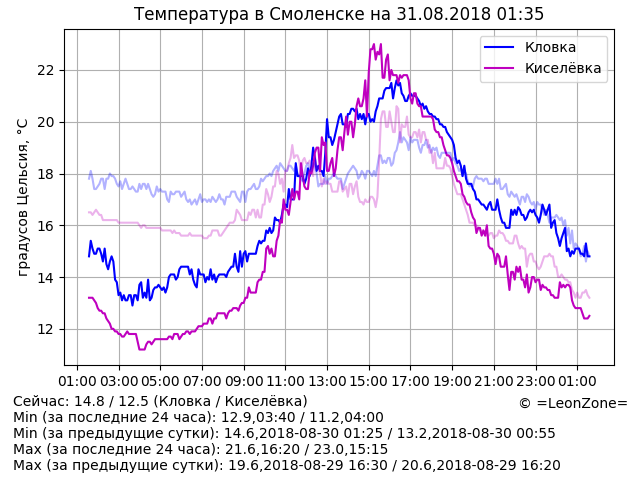 Температура в Смоленске на 31.08.2018 01:35
Кловка
Киселёвка
градусов Цельсия, °C
22
20
18
16
14
12
01:00 03:00 05:00 07:00 09:00 11:00 13:00 15:00 17:00 19:00 21:00 23:00 01:00
Сейчас: 14.8 / 12.5 (Кловка / Киселёвка)
© =LeonZone=
Min (за последние 24 часа): 12.9,03:40 / 11.2,04:00
Min (за предыдущие сутки): 14.6,2018-08-30 01:25 / 13.2,2018-08-30 00:55
Max (за последние 24 часа): 21.6,16:20 / 23.0,15:15
Max (за предыдущие сутки): 19.6,2018-08-29 16:30 / 20.6,2018-08-29 16:20